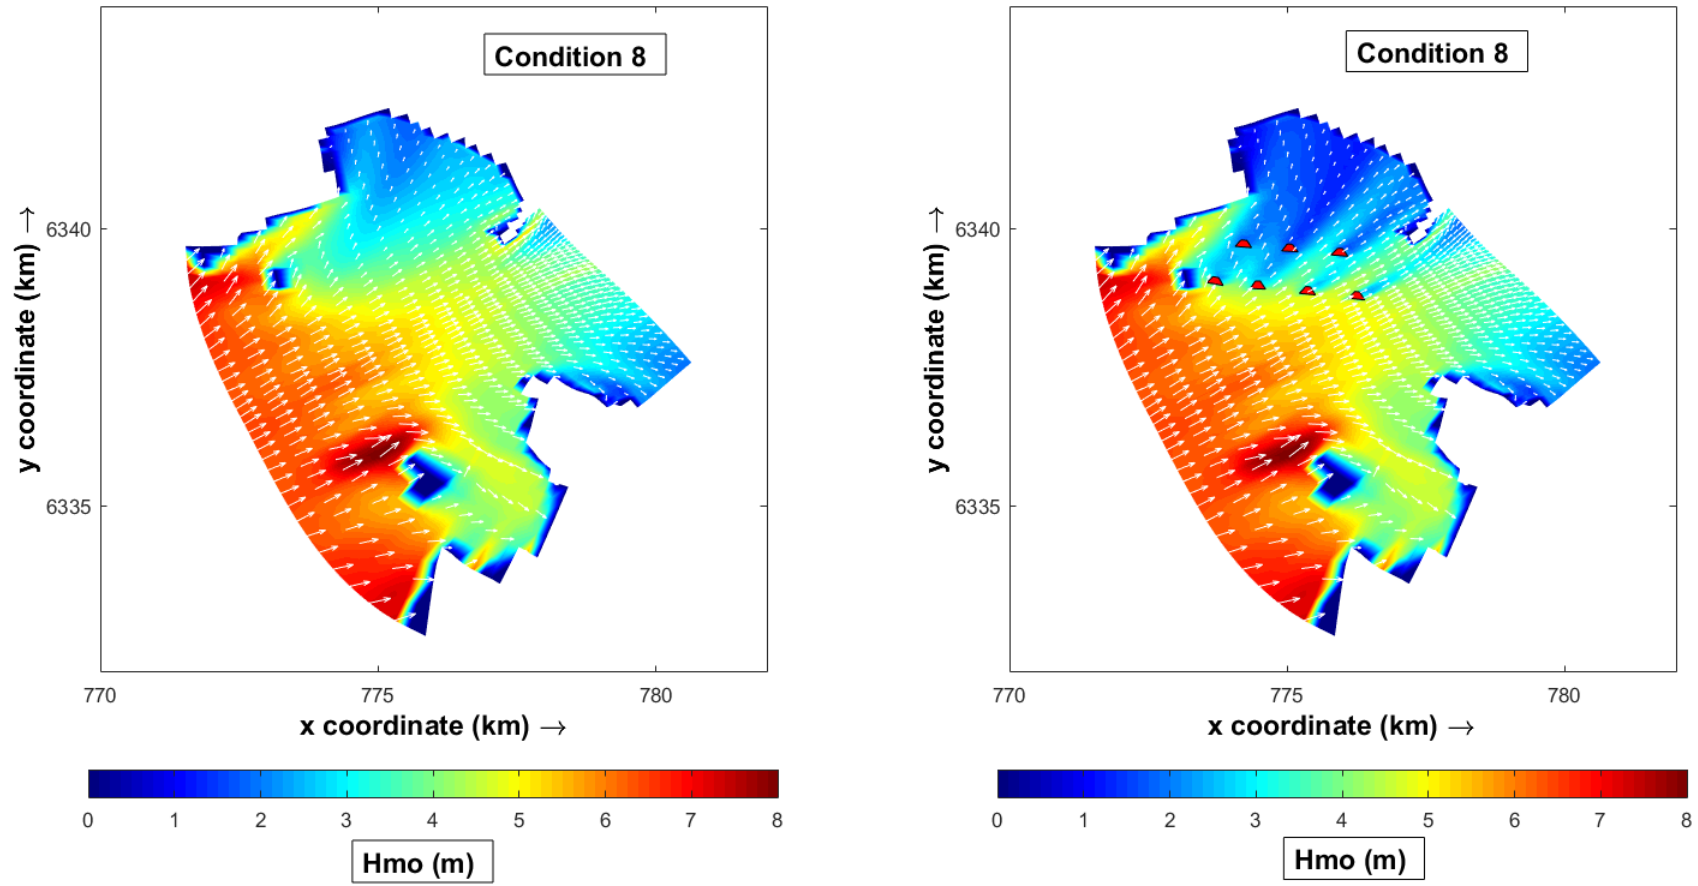 Condition 8
6340
6335
y coordinate (km) →
770
775
780
x coordinate (km) →
0 1 2 3 4 5 6 7 8
Hmo (m)
Condition 8
6340
6335
y coordinate (km) →
770
775
780
x coordinate (km) →
0 1 2 3 4 5 6 7 8
Hmo (m)